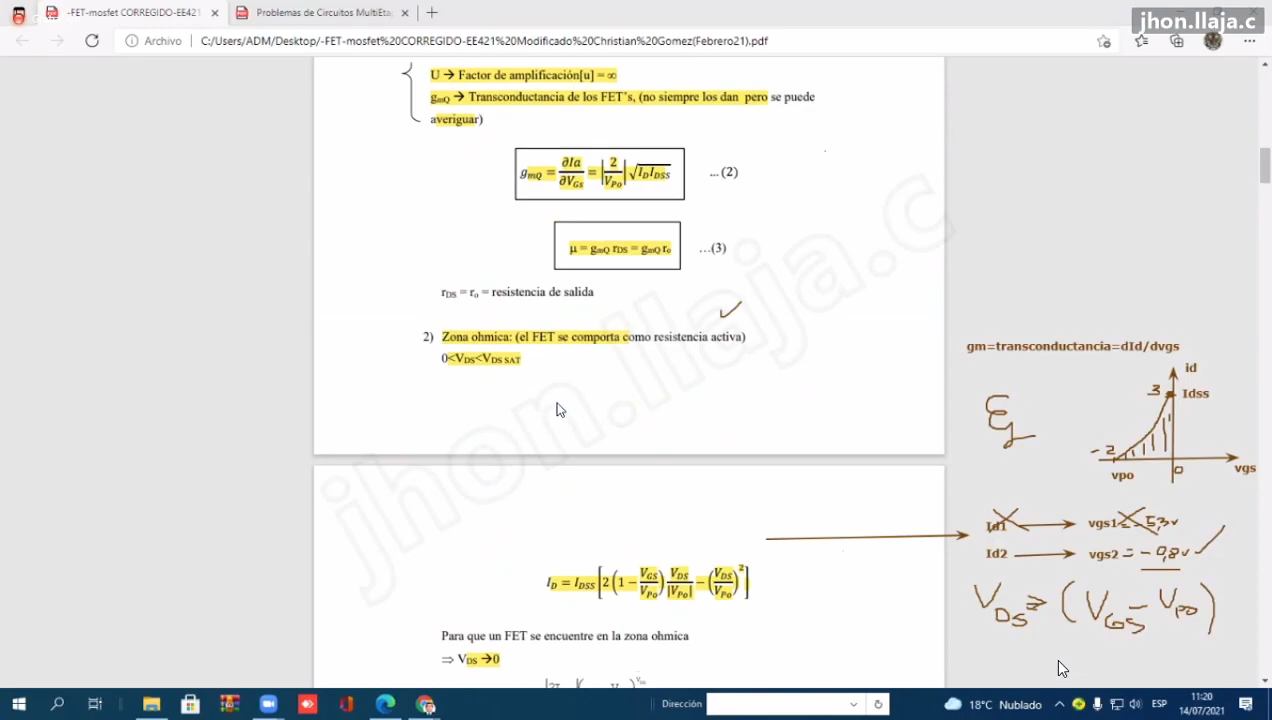 -FET-mosfet CORREGIDO-EE421
Problemas de Circuitos MultiEta
jhon.llaja.c
Archivo
C:/Users/ADM/Desktop/-FET-mosfet%20CORREGIDO-EE421%20Modificado%20Christian%20Gomez(Febrero21).pdf
U → Factor de amplificación[u] = ∞
gmQ → Transconductancia de los FET's, (no siempre los dan pero se puede
averiguar)
gmQ = ∂Ia/∂VGs = |2/VPo| √IDIDSS ...(2)
μ = gmQ rDS = gmQ ro …(3)
rDS = ro = resistencia de salida
2) Zona ohmica: (el FET se comporta como resistencia activa)
0<VDS<VDS SAT
jhon.llaja.c
gm=transconductancia=dId/dvgs
id
3 Idss
-2
0
vpo
vgs
Id1 → vgs1 = -5,3v
Id2 → vgs2 = -0,8v
VDS ≥ (VGS - VPo)
ID = IDSS [2 (1 - VGS/VPo) VDS/|VPo| - (VDS/VPo)²]
Para que un FET se encuentre en la zona ohmica
⇒ VDS →0
Dirección
18°C Nublado
ESP
11:20
14/07/2021